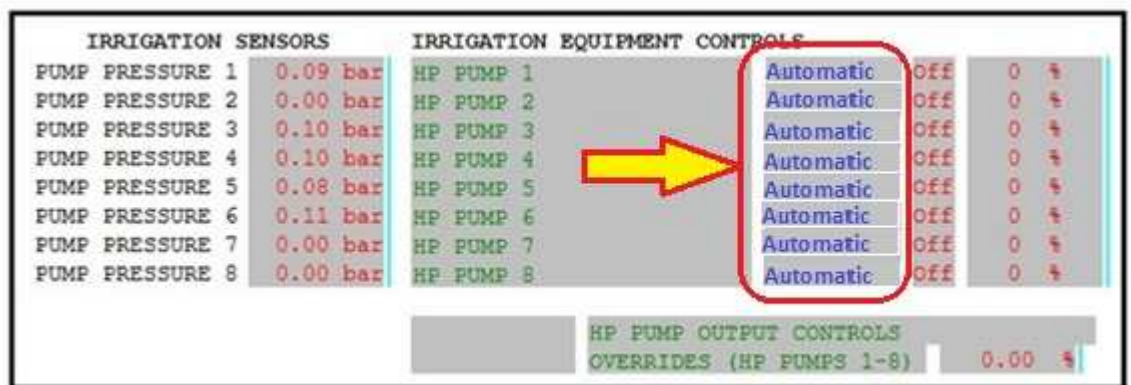 IRRIGATION SENSORS IRRIGATION EQUIPMENT CONTROLS
PUMP PRESSURE 1 0.09 bar HP PUMP 1 Automatic Off 0 %
PUMP PRESSURE 2 0.00 bar HP PUMP 2 Automatic Off 0 %
PUMP PRESSURE 3 0.10 bar HP PUMP 3 Automatic Off 0 %
PUMP PRESSURE 4 0.10 bar HP PUMP 4 Automatic Off 0 %
PUMP PRESSURE 5 0.08 bar HP PUMP 5 Automatic Off 0 %
PUMP PRESSURE 6 0.11 bar HP PUMP 6 Automatic Off 0 %
PUMP PRESSURE 7 0.00 bar HP PUMP 7 Automatic Off 0 %
PUMP PRESSURE 8 0.00 bar HP PUMP 8 Automatic Off 0 %
HP PUMP OUTPUT CONTROLS
OVERRIDES (HP PUMPS 1-8) 0.00 %